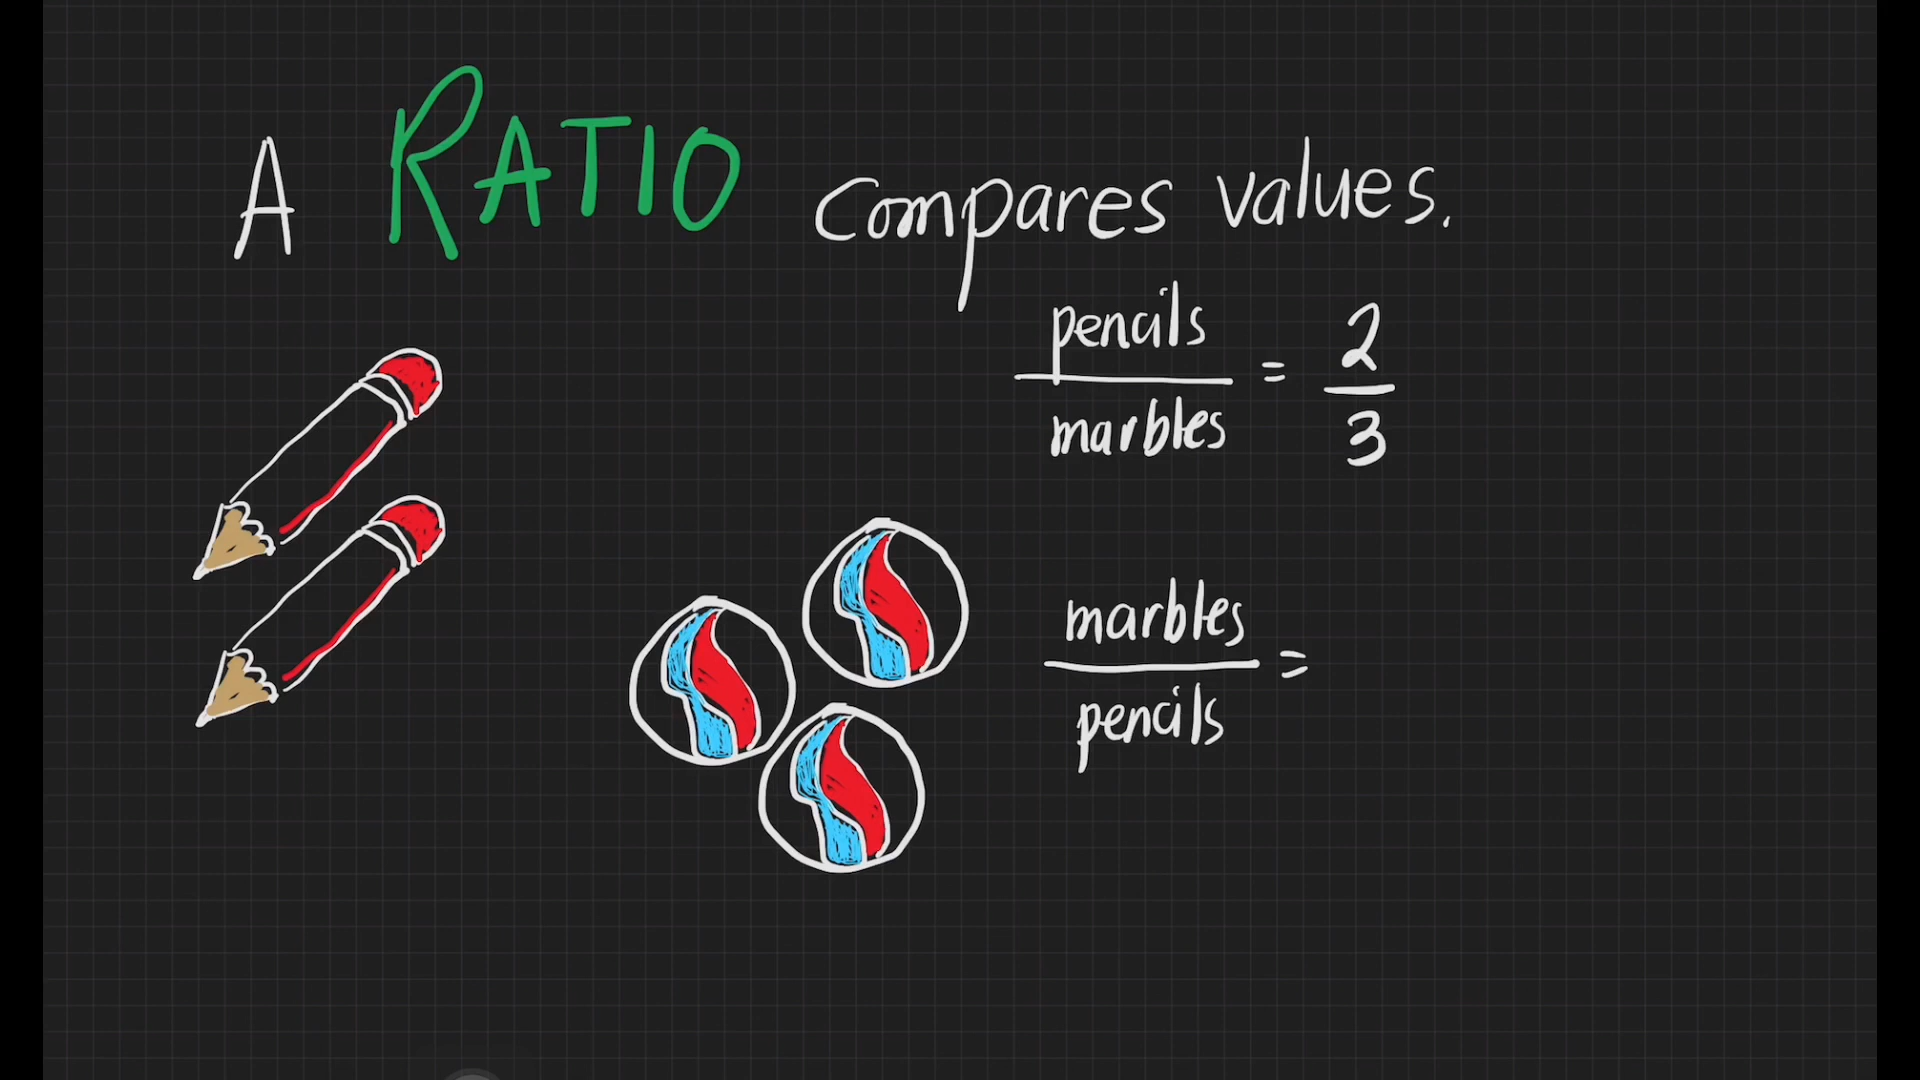 A RATIO compares values.
pencils
marbles
= 2
3
marbles
pencils
=